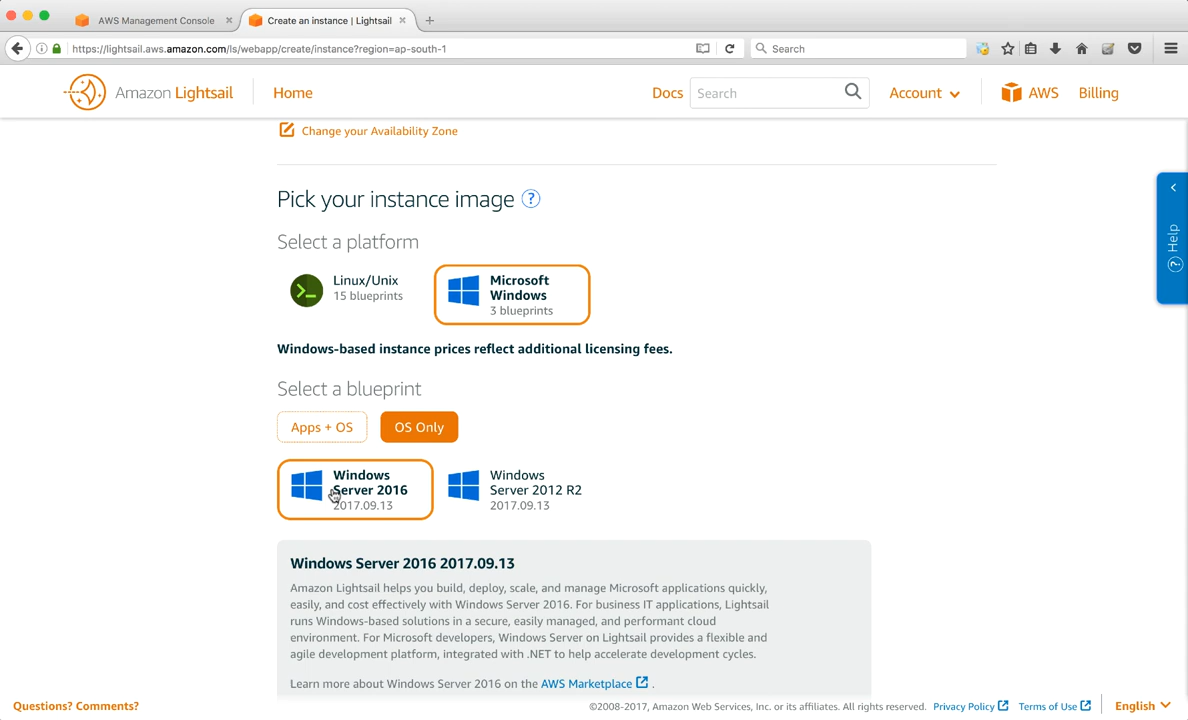 AWS Management Console
Create an instance | Lightsail
https://lightsail.aws.amazon.com/ls/webapp/create/instance?region=ap-south-1
Search
Amazon Lightsail
Home
Docs
Search
Account
AWS
Billing
Change your Availability Zone
Help
Pick your instance image ?
Select a platform
Linux/Unix
15 blueprints
Microsoft
Windows
3 blueprints
Windows-based instance prices reflect additional licensing fees.
Select a blueprint
Apps + OS
OS Only
Windows
Server 2016
2017.09.13
Windows
Server 2012 R2
2017.09.13
Windows Server 2016 2017.09.13
Amazon Lightsail helps you build, deploy, scale, and manage Microsoft applications quickly,
easily, and cost effectively with Windows Server 2016. For business IT applications, Lightsail
runs Windows-based solutions in a secure, easily managed, and performant cloud
environment. For Microsoft developers, Windows Server on Lightsail provides a flexible and
agile development platform, integrated with .NET to help accelerate development cycles.
Learn more about Windows Server 2016 on the AWS Marketplace .
Questions? Comments?
©2008-2017, Amazon Web Services, Inc. or its affiliates. All rights reserved.
Privacy Policy
Terms of Use
English